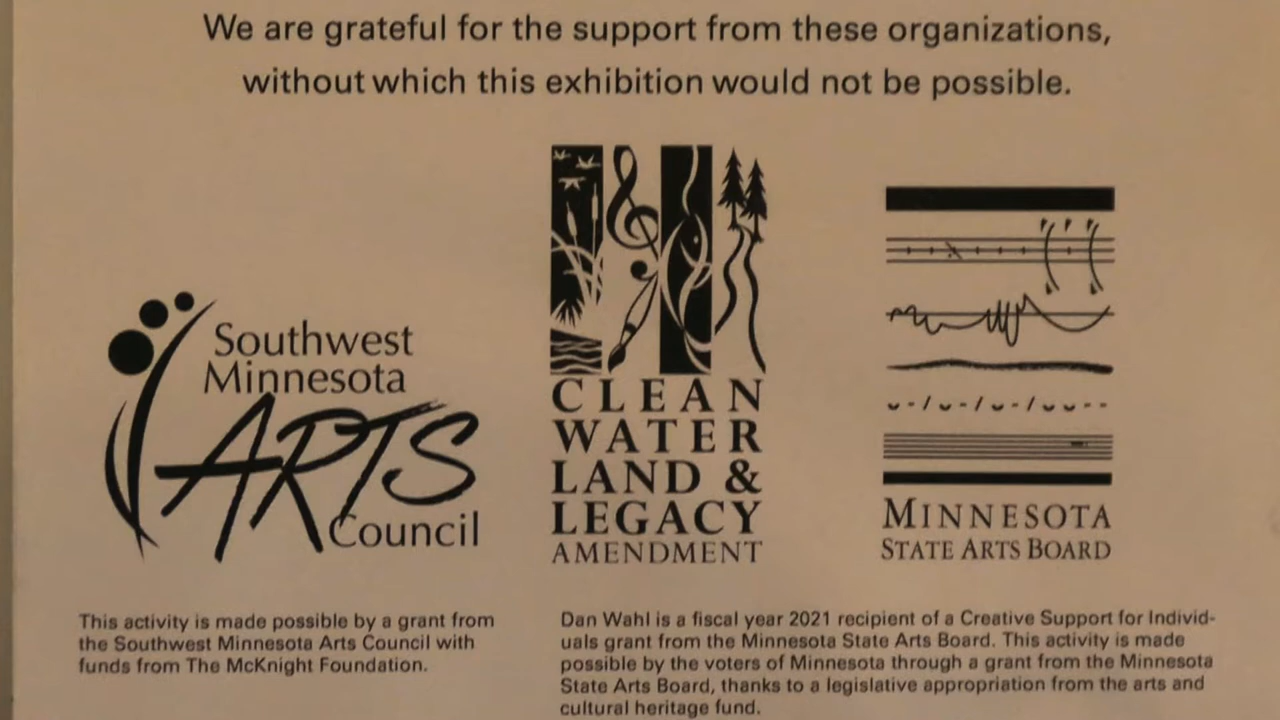 We are grateful for the support from these organizations,
without which this exhibition would not be possible.
Southwest
Minnesota
ARTS
Council
CLEAN
WATER
LAND &
LEGACY
AMENDMENT
MINNESOTA
STATE ARTS BOARD
This activity is made possible by a grant from
the Southwest Minnesota Arts Council with
funds from The McKnight Foundation.
Dan Wahl is a fiscal year 2021 recipient of a Creative Support for Individ-
uals grant from the Minnesota State Arts Board. This activity is made
possible by the voters of Minnesota through a grant from the Minnesota
State Arts Board, thanks to a legislative appropriation from the arts and
cultural heritage fund.